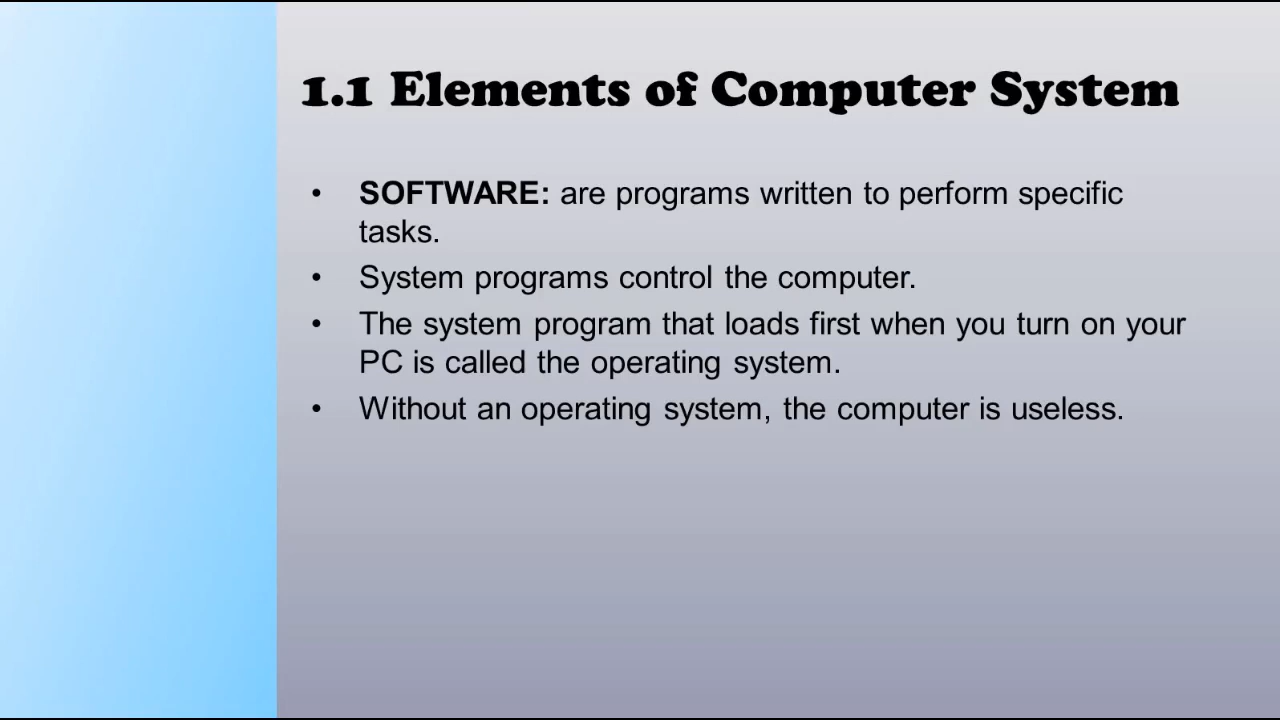 1.1 Elements of Computer System
• SOFTWARE: are programs written to perform specific
tasks.
• System programs control the computer.
• The system program that loads first when you turn on your
PC is called the operating system.
• Without an operating system, the computer is useless.